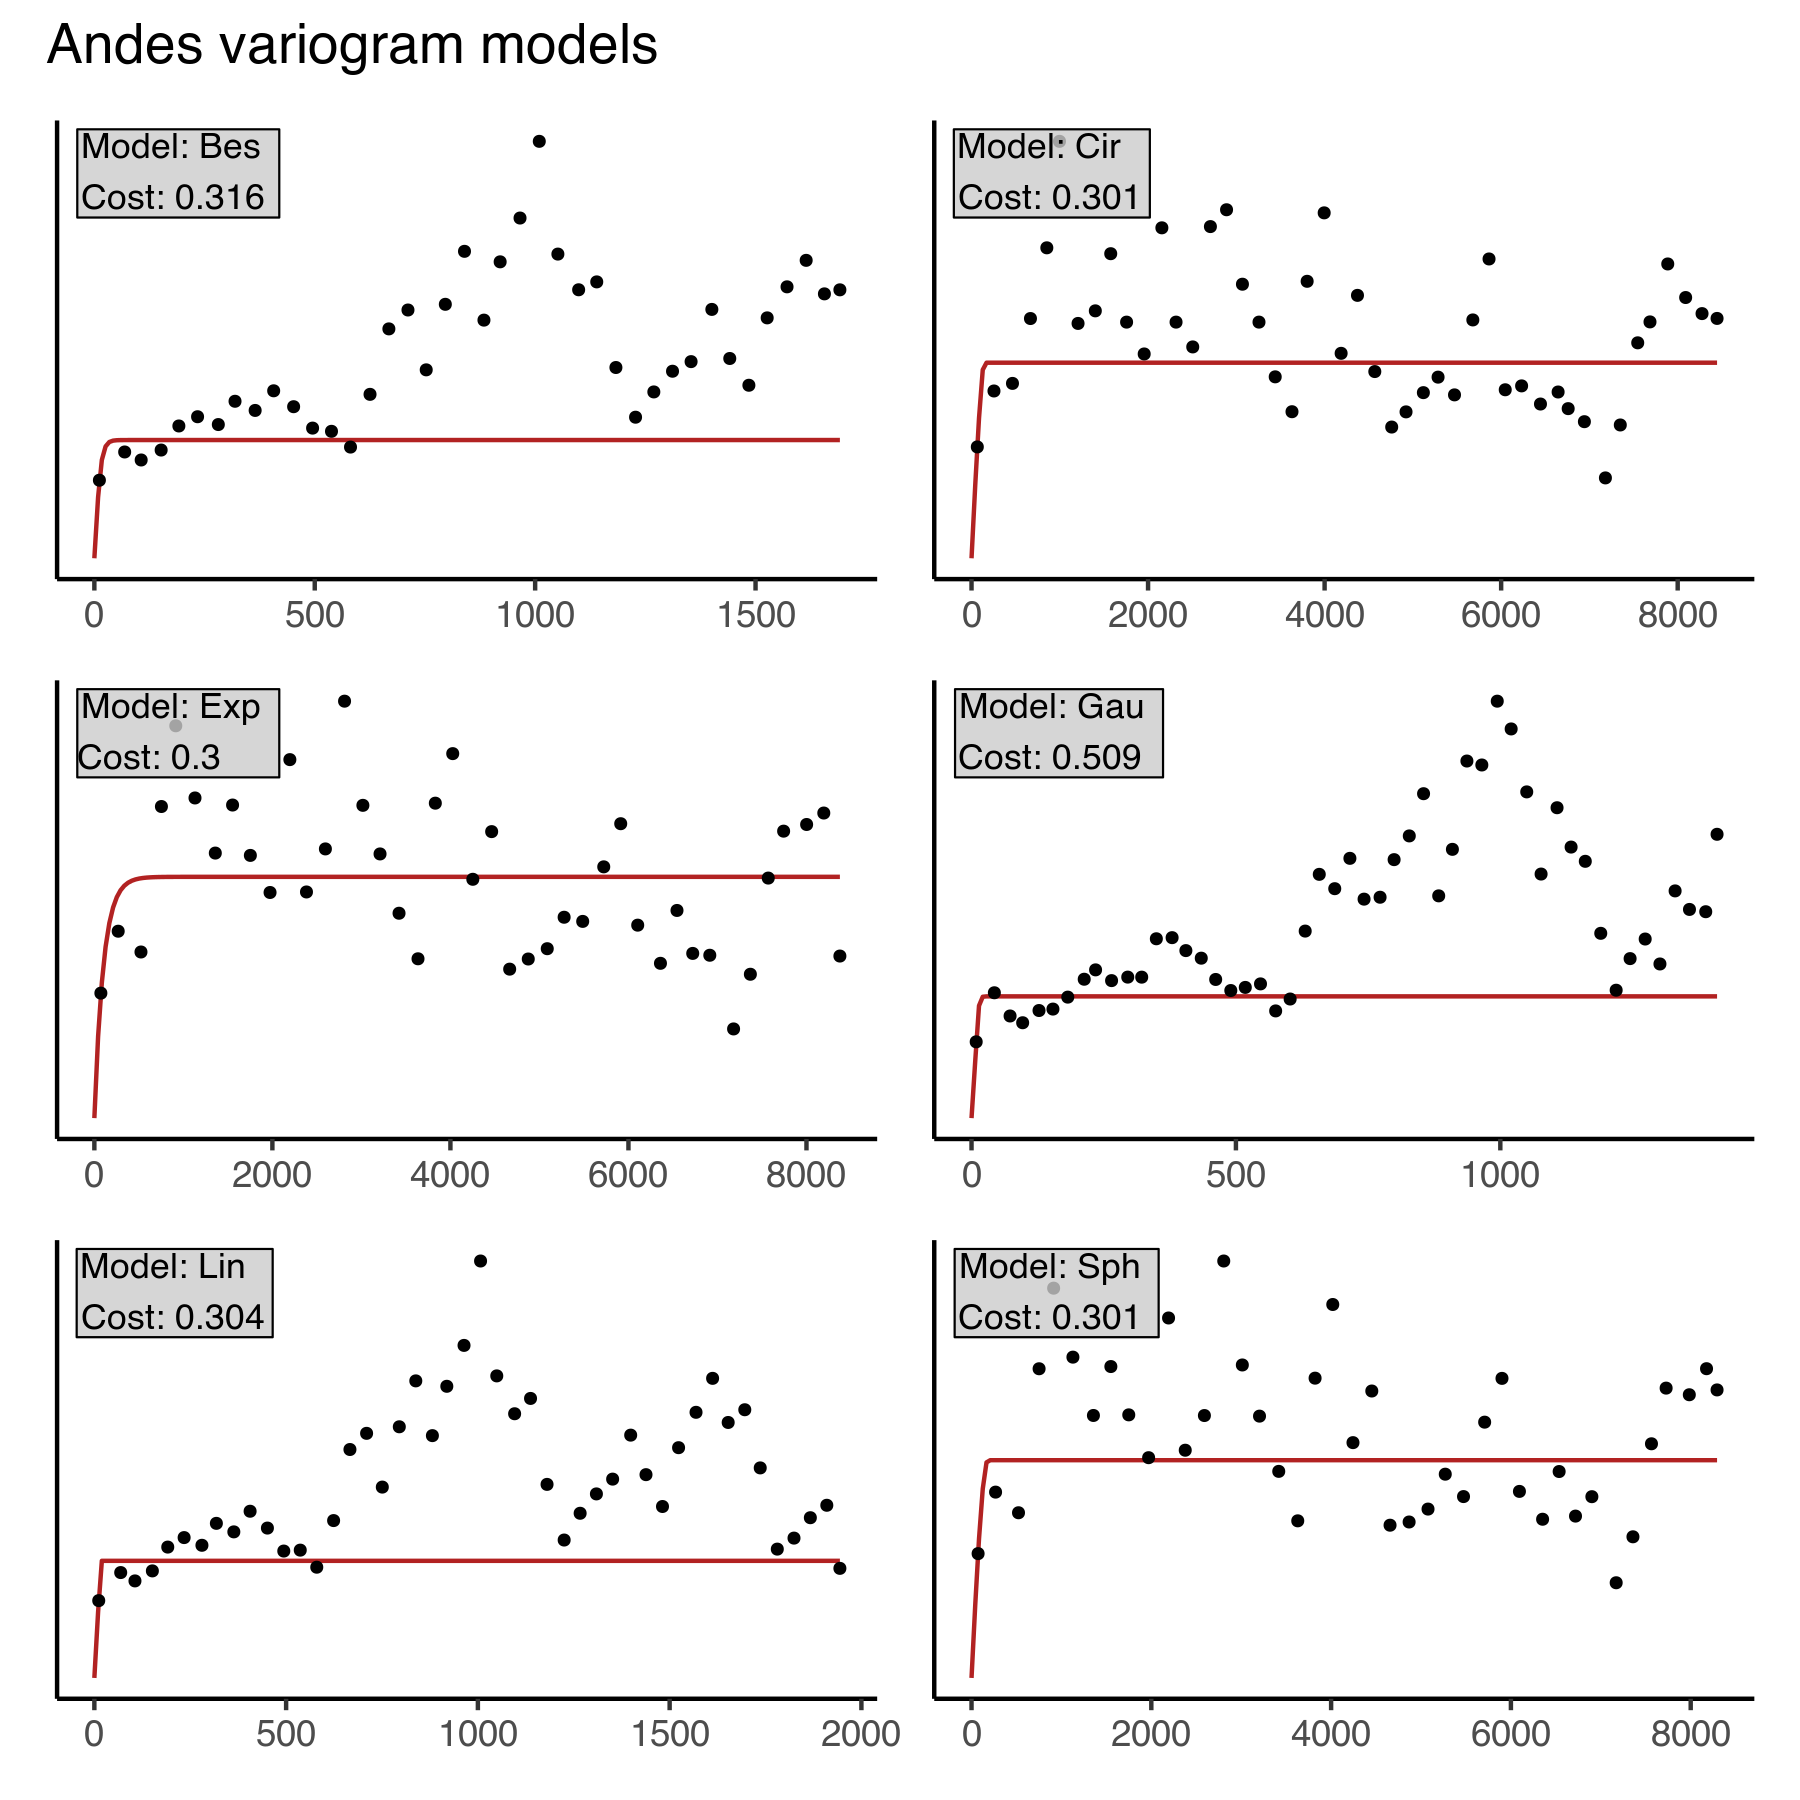 Andes variogram models
Model: Bes
Cost: 0.316
0 500 1000 1500
Model: Cir
Cost: 0.301
0 2000 4000 6000 8000
Model: Exp
Cost: 0.3
0 2000 4000 6000 8000
Model: Gau
Cost: 0.509
0 500 1000
Model: Lin
Cost: 0.304
0 500 1000 1500 2000
Model: Sph
Cost: 0.301
0 2000 4000 6000 8000